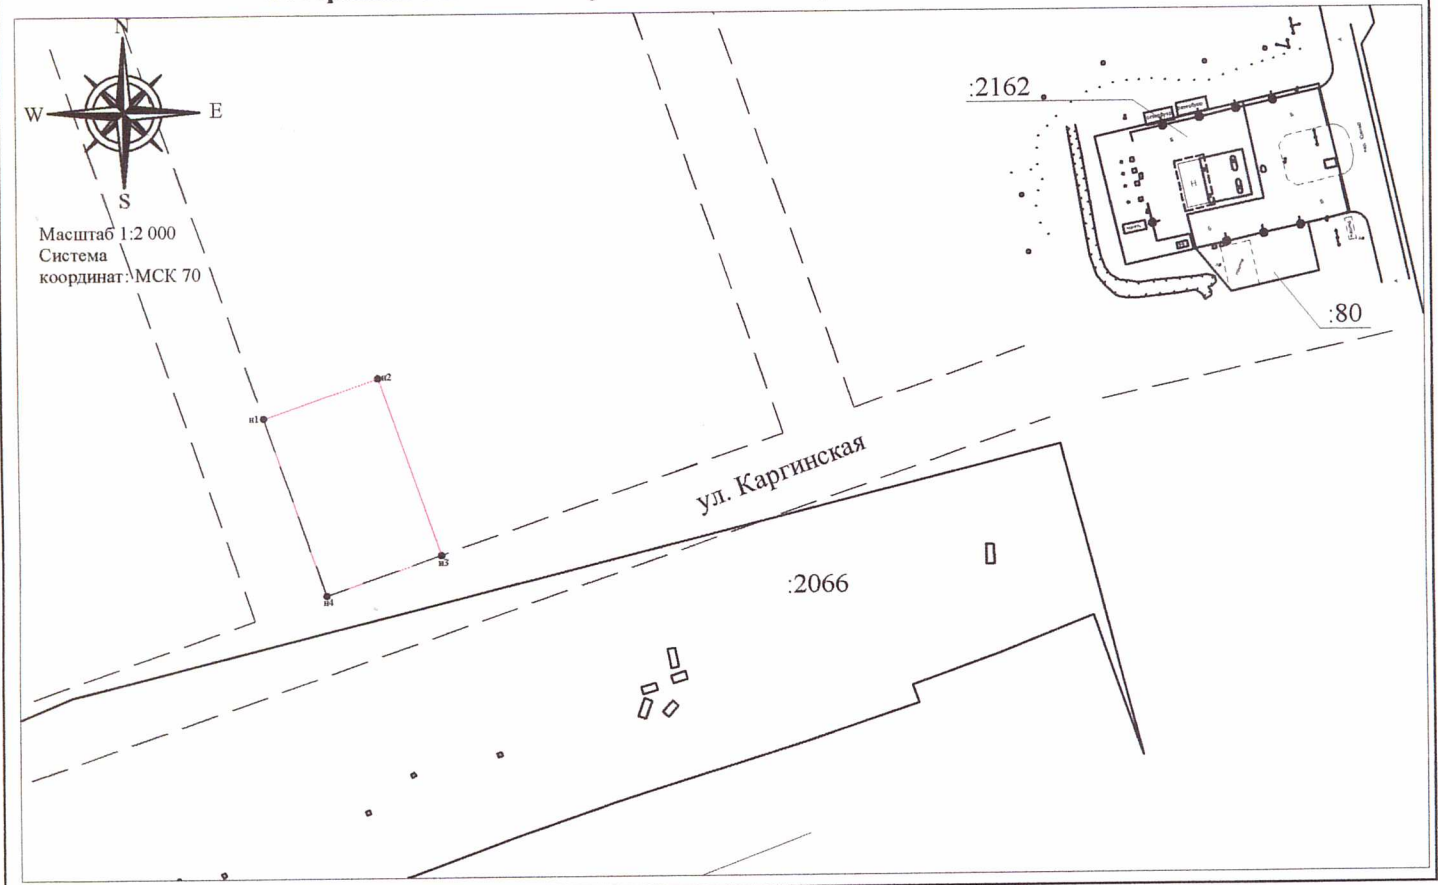 N
W
E
S
Масштаб 1:2 000
Система
координат: МСК 70
:2162
Н
:80
н1
н2
н3
н4
ул. Каргинская
:2066